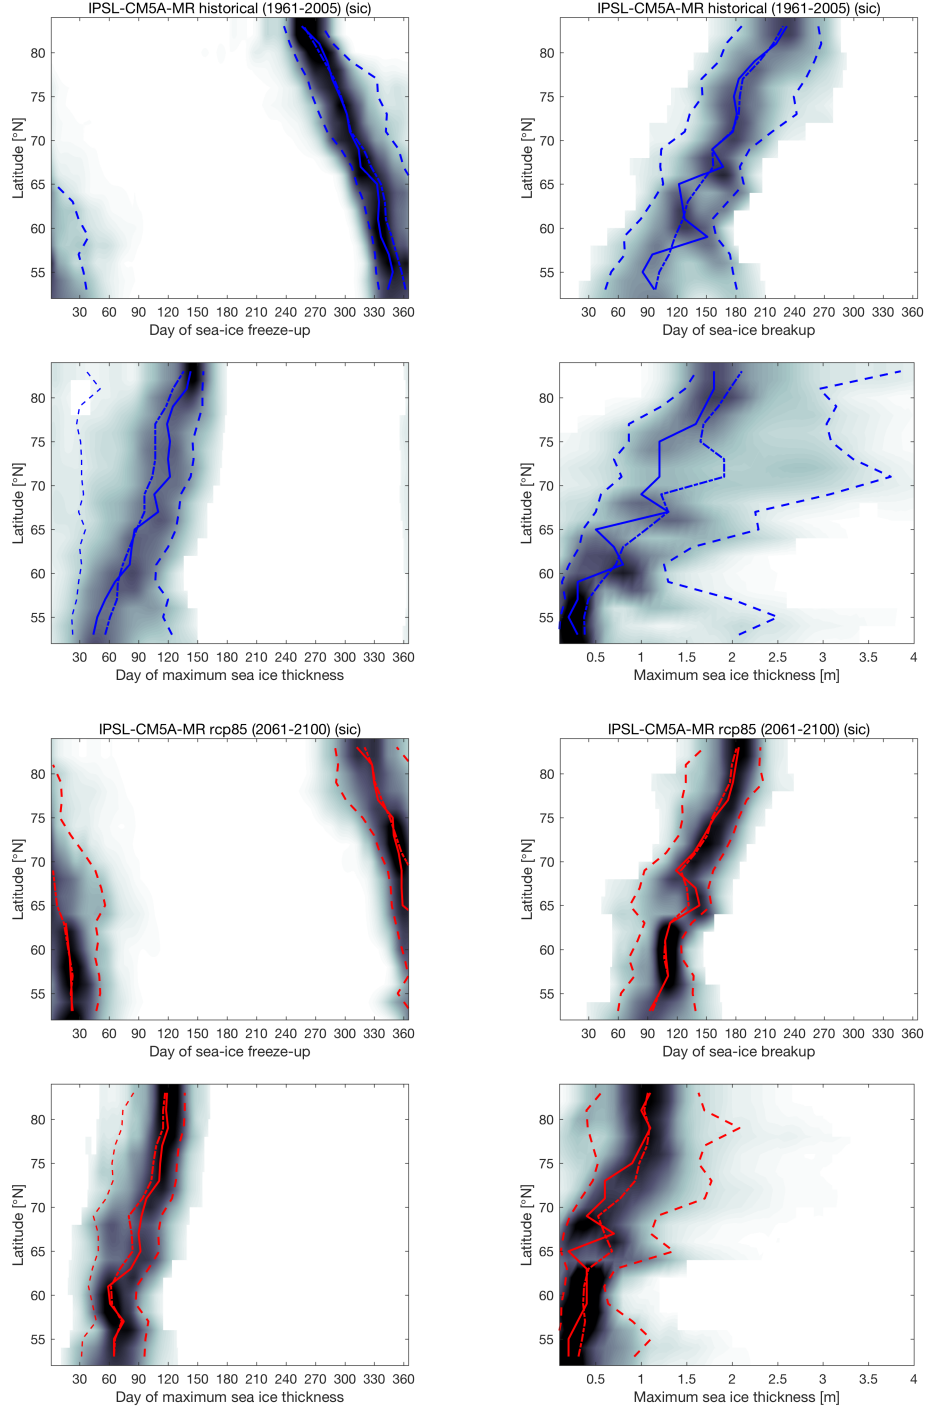 IPSL-CM5A-MR historical (1961-2005) (sic)
Latitude [°N]
80
75
70
65
60
55
30 60 90 120 150 180 210 240 270 300 330 360
Day of sea-ice freeze-up
IPSL-CM5A-MR historical (1961-2005) (sic)
Latitude [°N]
80
75
70
65
60
55
30 60 90 120 150 180 210 240 270 300 330 360
Day of sea-ice breakup
Latitude [°N]
80
75
70
65
60
55
30 60 90 120 150 180 210 240 270 300 330 360
Day of maximum sea ice thickness
Latitude [°N]
80
75
70
65
60
55
0.5 1 1.5 2 2.5 3 3.5 4
Maximum sea ice thickness [m]
IPSL-CM5A-MR rcp85 (2061-2100) (sic)
Latitude [°N]
80
75
70
65
60
55
30 60 90 120 150 180 210 240 270 300 330 360
Day of sea-ice freeze-up
IPSL-CM5A-MR rcp85 (2061-2100) (sic)
Latitude [°N]
80
75
70
65
60
55
30 60 90 120 150 180 210 240 270 300 330 360
Day of sea-ice breakup
Latitude [°N]
80
75
70
65
60
55
30 60 90 120 150 180 210 240 270 300 330 360
Day of maximum sea ice thickness
Latitude [°N]
80
75
70
65
60
55
0.5 1 1.5 2 2.5 3 3.5 4
Maximum sea ice thickness [m]